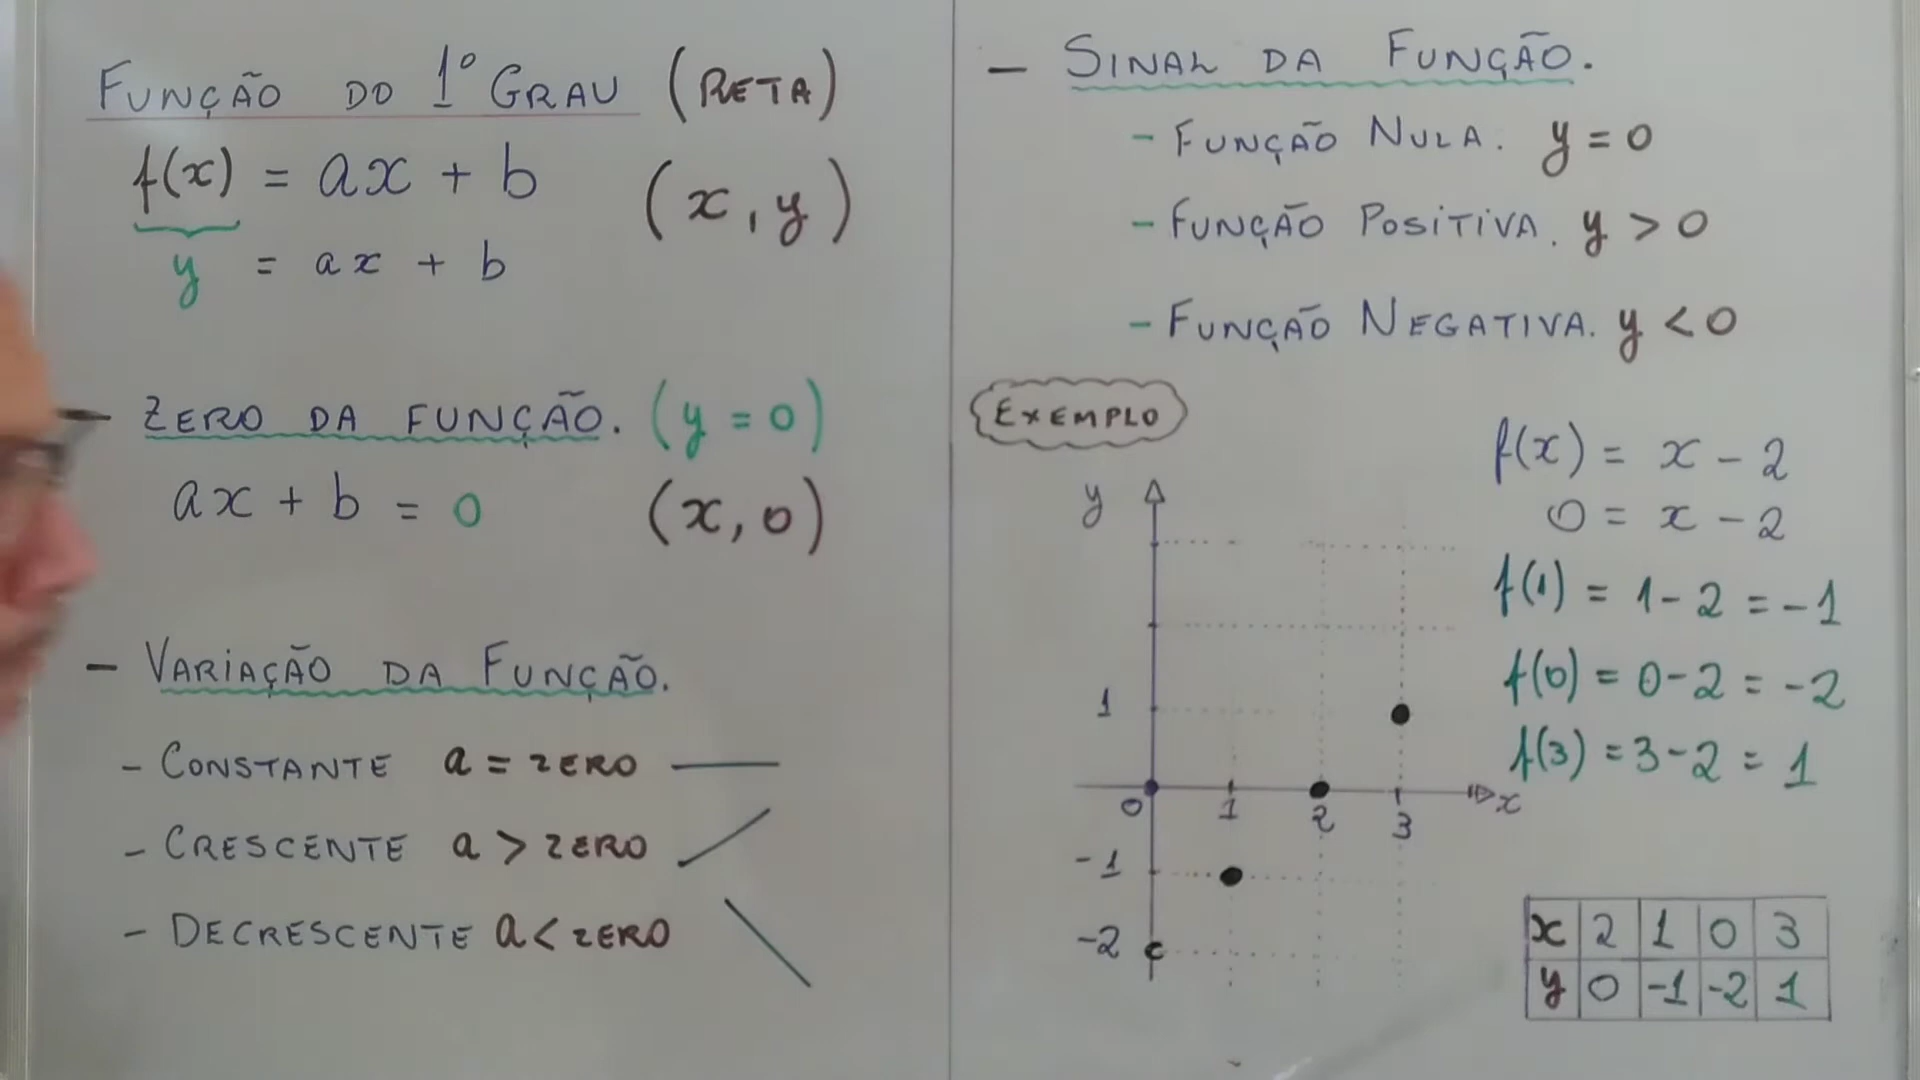 FUNÇÃO DO 1º GRAU (RETA)
f(x) = ax + b (x, y)
y = ax + b
- ZERO DA FUNÇÃO. (y = 0)
ax + b = 0 (x, 0)
- VARIAÇÃO DA FUNÇÃO.
- CONSTANTE a = ZERO
- CRESCENTE a > ZERO
- DECRESCENTE a < ZERO
- SINAL DA FUNÇÃO.
- FUNÇÃO NULA. y = 0
- FUNÇÃO POSITIVA. y > 0
- FUNÇÃO NEGATIVA. y < 0
EXEMPLO
f(x) = x - 2
0 = x - 2
f(1) = 1 - 2 = -1
f(0) = 0 - 2 = -2
f(3) = 3 - 2 = 1
y
1
0 1 2 3 x
-1
-2
x 2 1 0 3
y 0 -1 -2 1